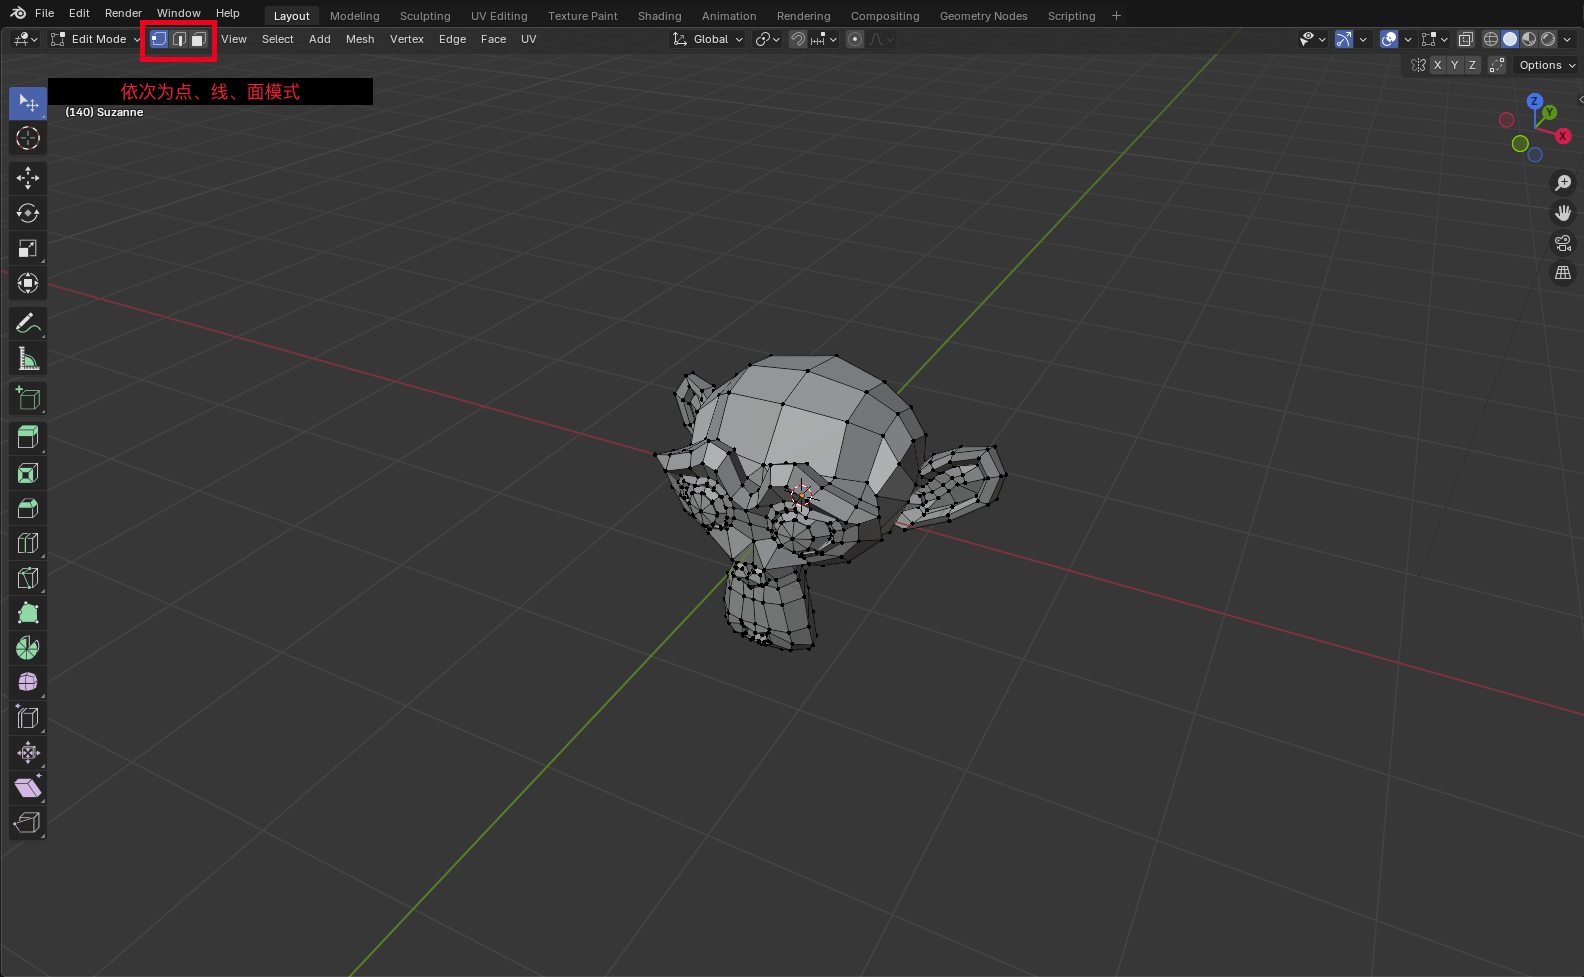 File Edit Render Window Help Layout Modeling Sculpting UV Editing Texture Paint Shading Animation Rendering Compositing Geometry Nodes Scripting +
Edit Mode View Select Add Mesh Vertex Edge Face UV Global
X Y Z Options
依次为点、线、面模式
(140) Suzanne
Z
Y
X